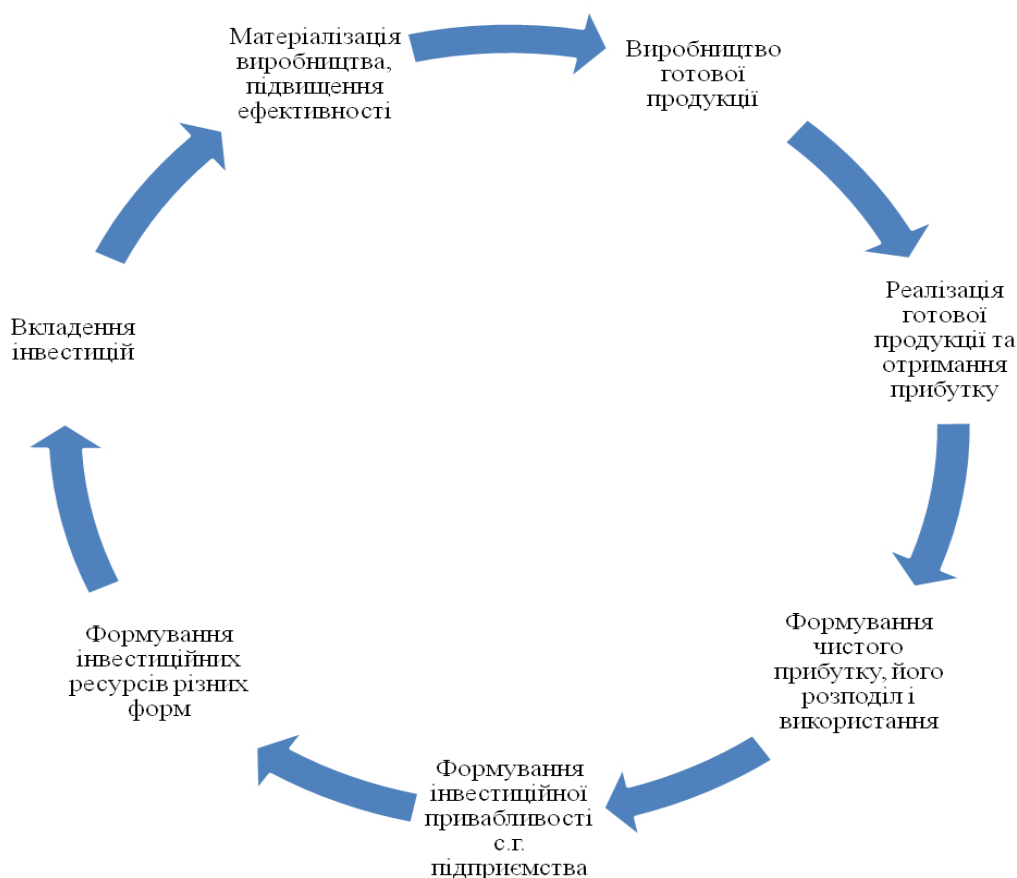 Матеріалізація
виробництва,
підвищення
ефективності
Виробництво
готової
продукції
Реалізація
готової
продукції та
отримання
прибутку
Формування
чистого
прибутку, його
розподіл і
використання
Формування
інвестиційної
привабливості
с.г.
підприємства
Формування
інвестиційних
ресурсів різних
форм
Вкладення
інвестицій